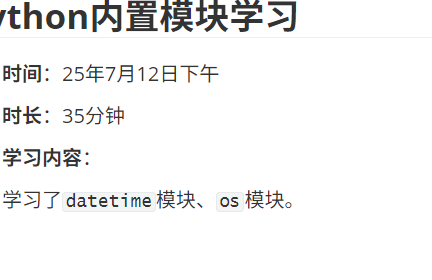 ython内置模块学习
时间：25年7月12日下午
时长：35分钟
学习内容：
学习了datetime模块、os模块。